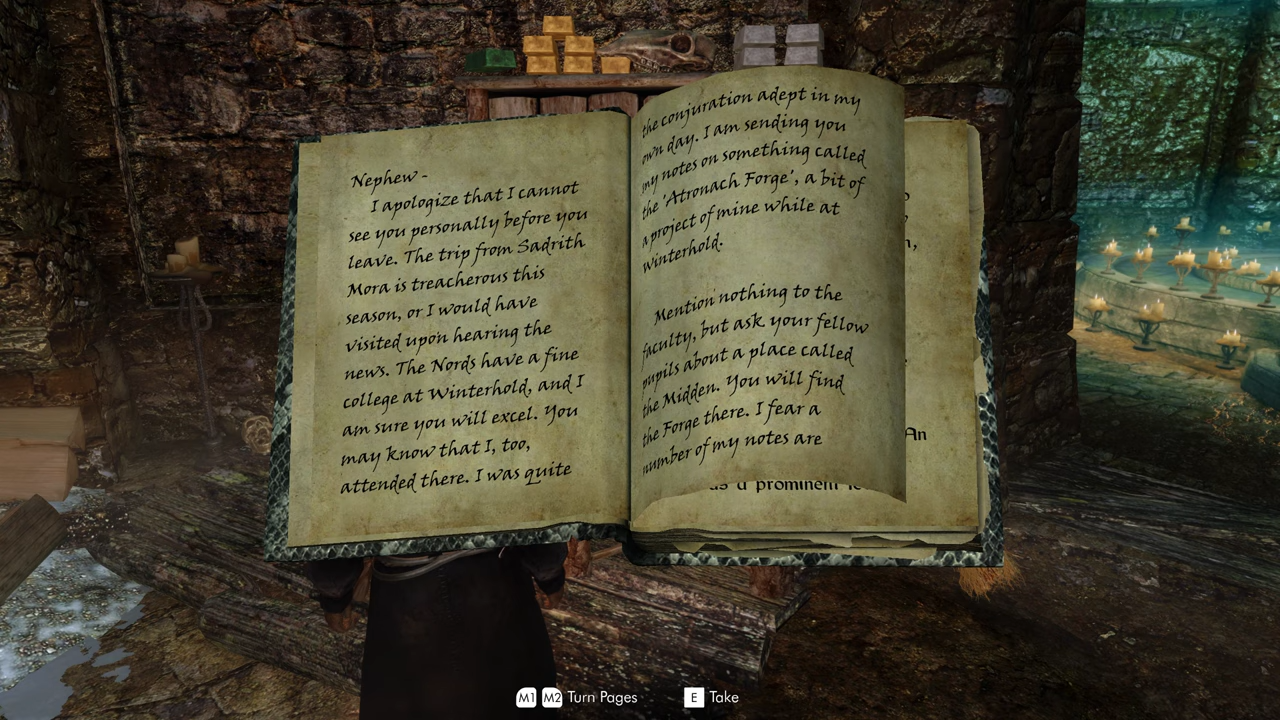 Nephew -
I apologize that I cannot
see you personally before you
leave. The trip from Sadrith
Mora is treacherous this
season, or I would have
visited upon hearing the
news. The Nords have a fine
college at Winterhold, and I
am sure you will excel. You
may know that I, too,
attended there. I was quite
the conjuration adept in my
own day. I am sending you
my notes on something called
the 'Atronach Forge', a bit of
a project of mine while at
Winterhold.
Mention nothing to the
faculty, but ask your fellow
pupils about a place called
the Midden. You will find
the Forge there. I fear a
number of my notes are
An
as a prominent
M1 M2 Turn Pages
E Take